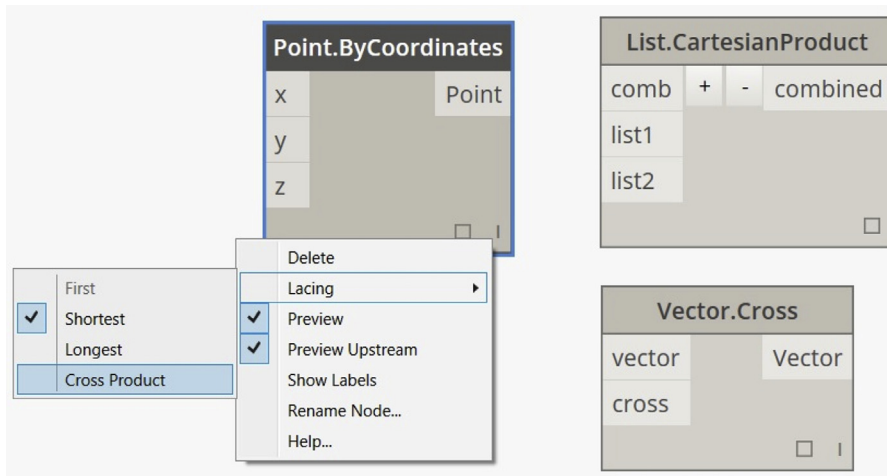 Point.ByCoordinates
x Point
y
z
l
List.CartesianProduct
comb + - combined
list1
list2
Delete
Lacing
Preview
Preview Upstream
Show Labels
Rename Node...
Help...
First
Shortest
Longest
Cross Product
Vector.Cross
vector Vector
cross
l